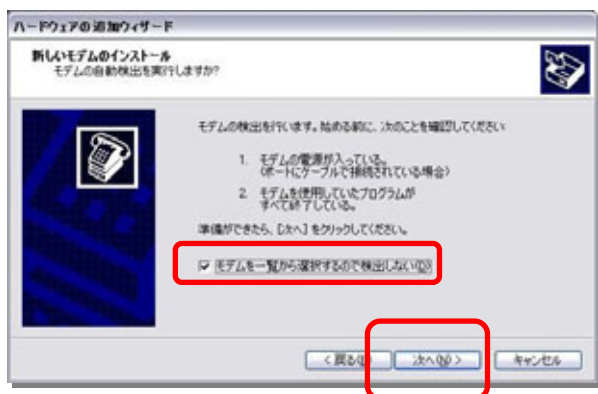 ハードウェアの追加ウィザード
新しいモデムのインストール
モデムの自動検出を実行しますか?
モデムの検出を行います。始める前に、次のことを確認してください:
1. モデムの電源が入っている。
(ポートにケーブルで接続されている場合)
2. モデムを使用していたプログラムが
すべて終了している。
準備ができたら、[次へ] をクリックしてください。
モデムを一覧から選択するので検出しない(D)
< 戻る(B) 次へ(N) > キャンセル